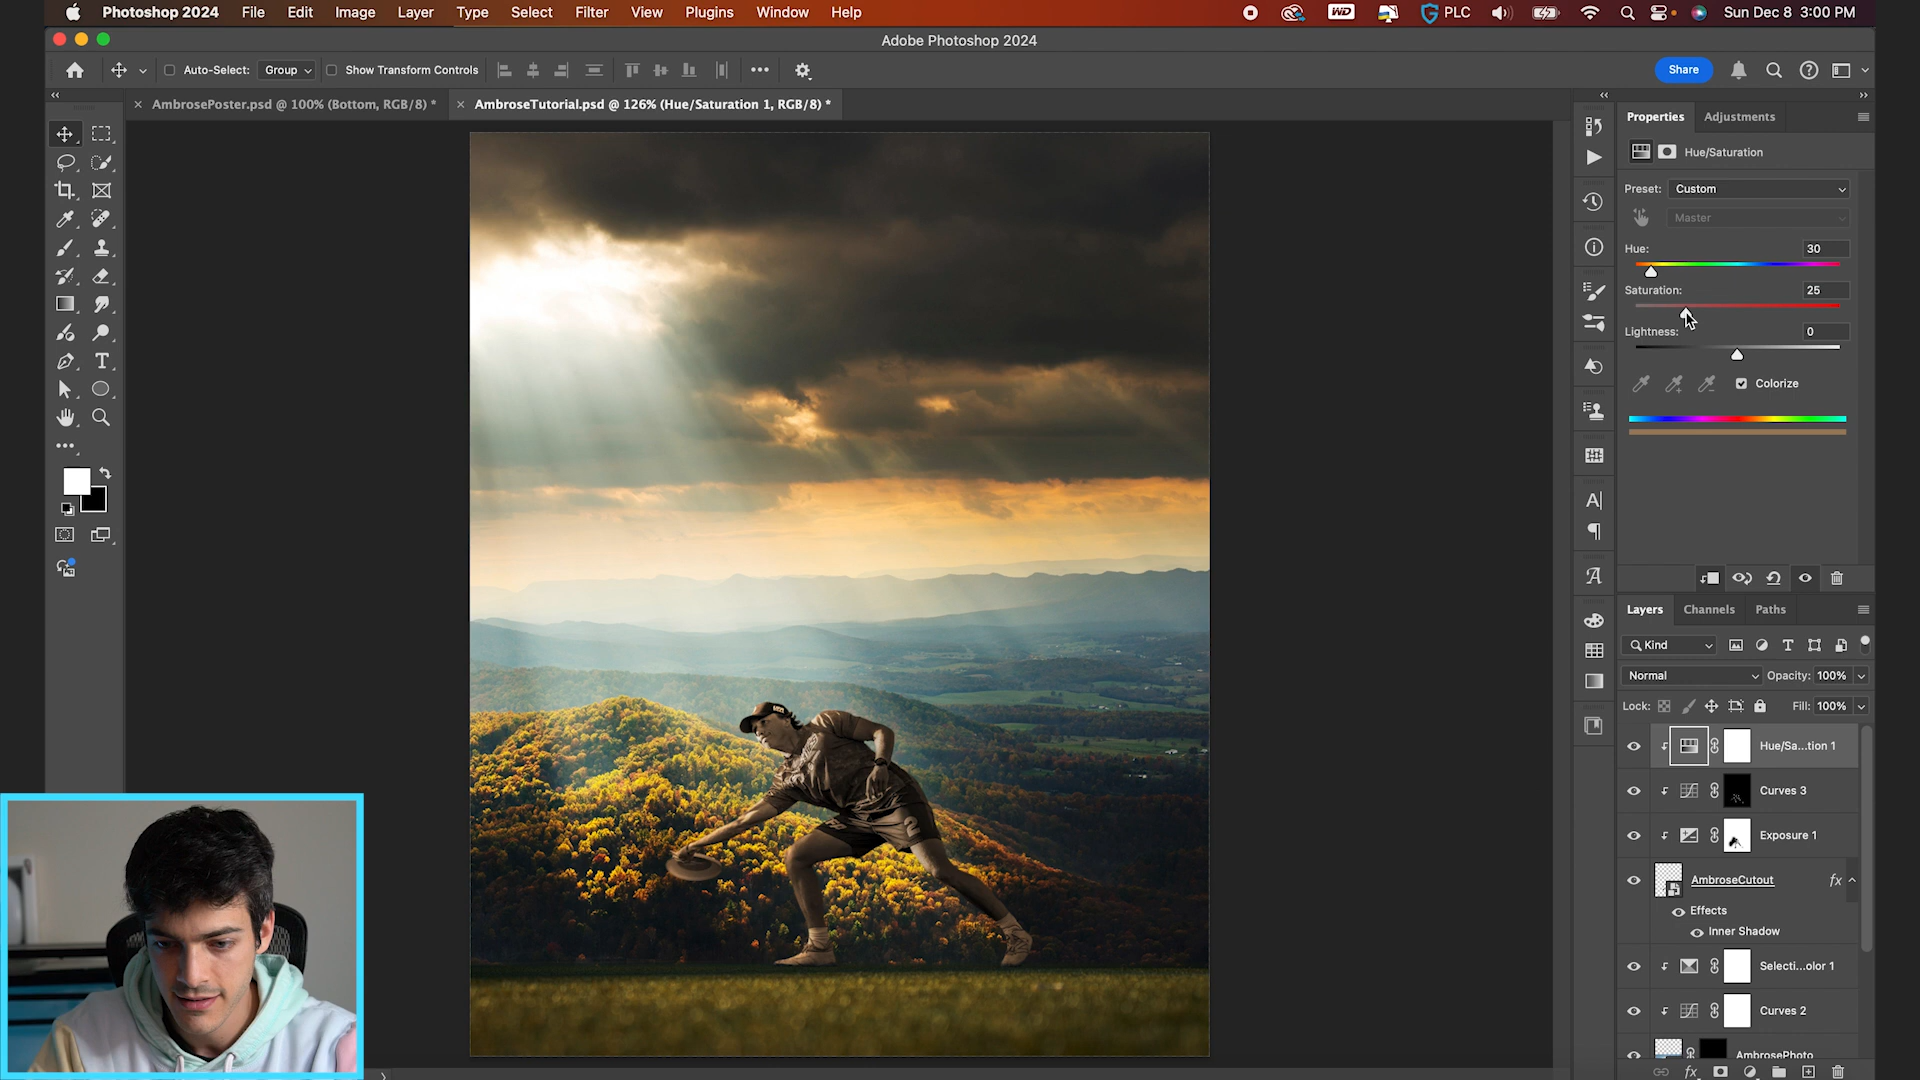 Photoshop 2024 File Edit Image Layer Type Select Filter View Plugins Window Help WD PLC Sun Dec 8 3:00 PM
Adobe Photoshop 2024
Auto-Select: Group Show Transform Controls Share
× AmbrosePoster.psd @ 100% (Bottom, RGB/8) * × AmbroseTutorial.psd @ 126% (Hue/Saturation 1, RGB/8) *
Properties Adjustments
Hue/Saturation
Preset: Custom
Master
Hue: 30
Saturation: 25
Lightness: 0
Colorize
Layers Channels Paths
Kind
Normal Opacity: 100%
Lock: Fill: 100%
Hue/Sa...tion 1
Curves 3
Exposure 1
AmbroseCutout fx
Effects
Inner Shadow
Selecti...olor 1
Curves 2
AmbrosePhoto
fx